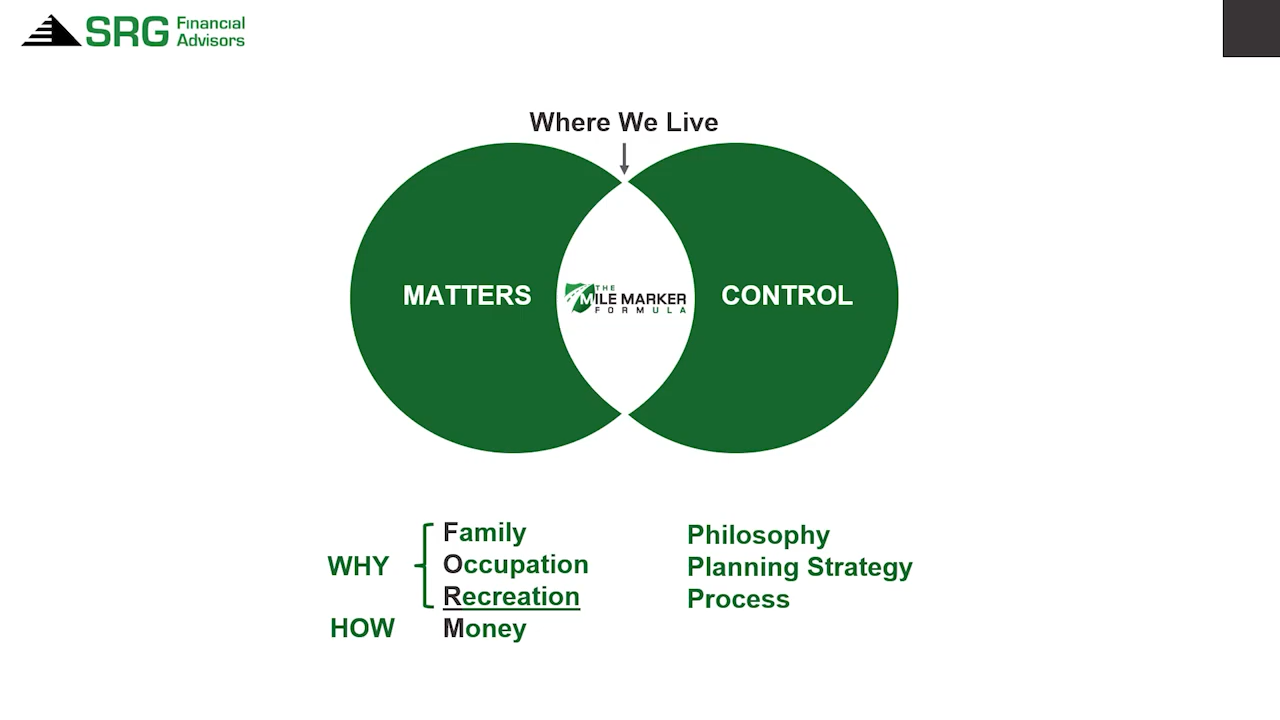 SRG Financial
Advisors
Where We Live
MATTERS
THE
MILE MARKER
FORMULA
CONTROL
WHY
Family
Occupation
Recreation
HOW
Money
Philosophy
Planning Strategy
Process